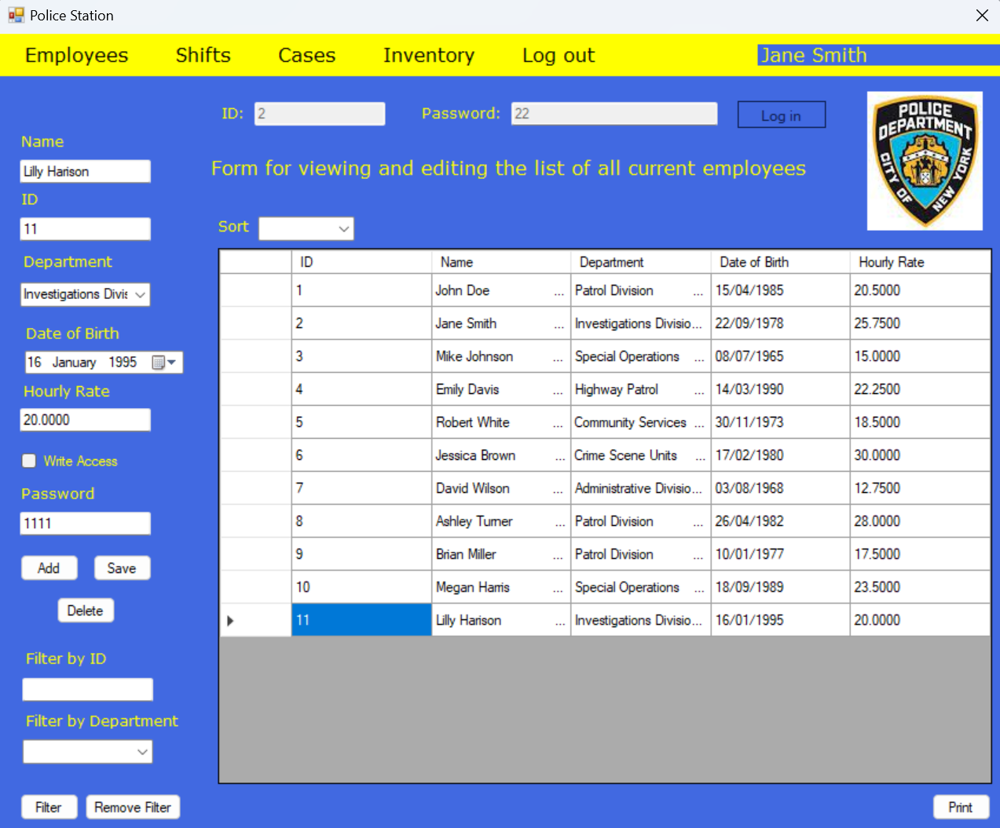 Police Station
Employees Shifts Cases Inventory Log out Jane Smith
ID: 2 Password: 22 Log in
POLICE
DEPARTMENT
CITY OF
NEW YORK
Form for viewing and editing the list of all current employees
Name
Lilly Harison
ID
11
Department
Investigations Divis
Date of Birth
16 January 1995
Hourly Rate
20.0000
Write Access
Password
1111
Add Save
Delete
Filter by ID
Filter by Department
Filter Remove Filter
Sort
ID Name Department Date of Birth Hourly Rate
1 John Doe ... Patrol Division ... 15/04/1985 20.5000
2 Jane Smith ... Investigations Divisio... 22/09/1978 25.7500
3 Mike Johnson ... Special Operations ... 08/07/1965 15.0000
4 Emily Davis ... Highway Patrol ... 14/03/1990 22.2500
5 Robert White ... Community Services ... 30/11/1973 18.5000
6 Jessica Brown ... Crime Scene Units ... 17/02/1980 30.0000
7 David Wilson ... Administrative Divisio... 03/08/1968 12.7500
8 Ashley Turner ... Patrol Division ... 26/04/1982 28.0000
9 Brian Miller ... Patrol Division ... 10/01/1977 17.5000
10 Megan Harris ... Special Operations ... 18/09/1989 23.5000
11 Lilly Harison ... Investigations Divisio... 16/01/1995 20.0000
Print